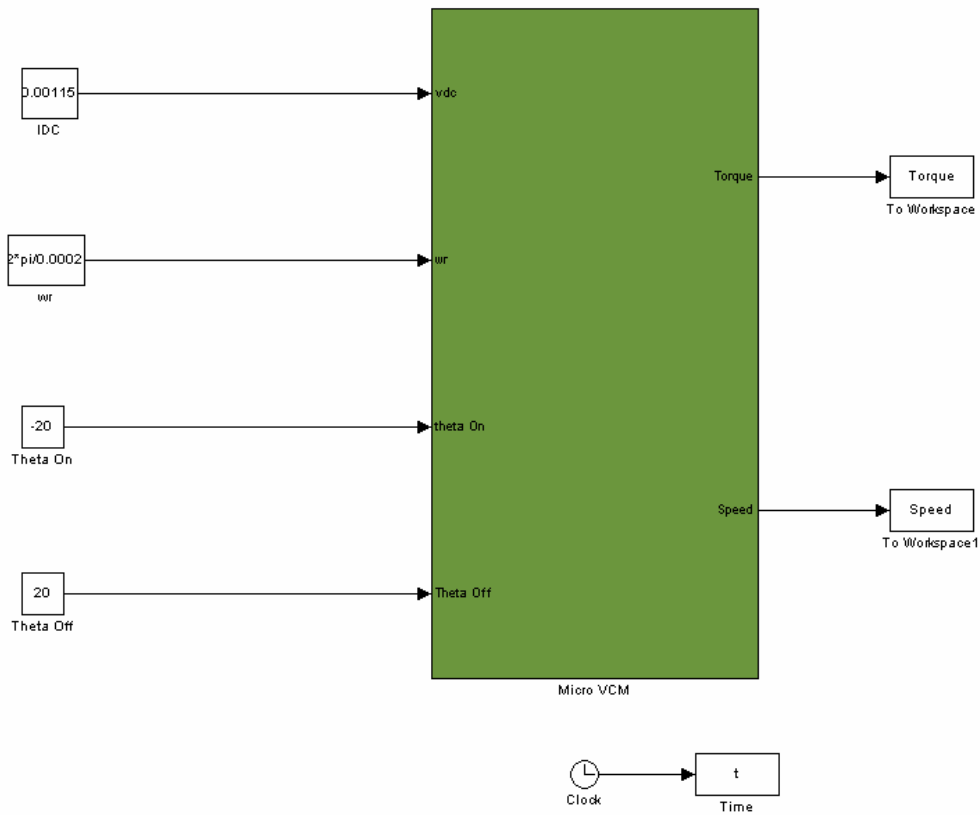 0.00115
IDC
vdc
Torque
Torque
To Workspace
2*pi/0.0002
wr
wr
-20
Theta On
theta On
Speed
Speed
To Workspace1
20
Theta Off
Theta Off
Micro VCM
Clock
t
Time